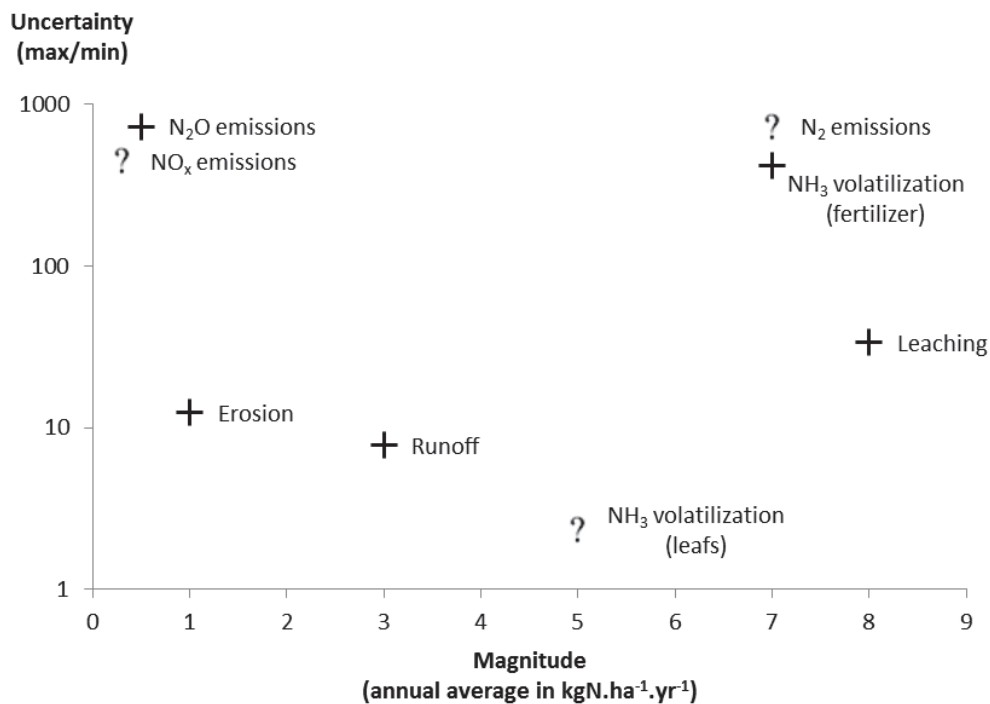 Uncertainty
(max/min)
1000
N₂O emissions
? N₂ emissions
? NOₓ emissions
NH₃ volatilization
(fertilizer)
100
Leaching
Erosion
10
Runoff
NH₃ volatilization
?
(leafs)
1
0 1 2 3 4 5 6 7 8 9
Magnitude
(annual average in kgN.ha⁻¹.yr⁻¹)